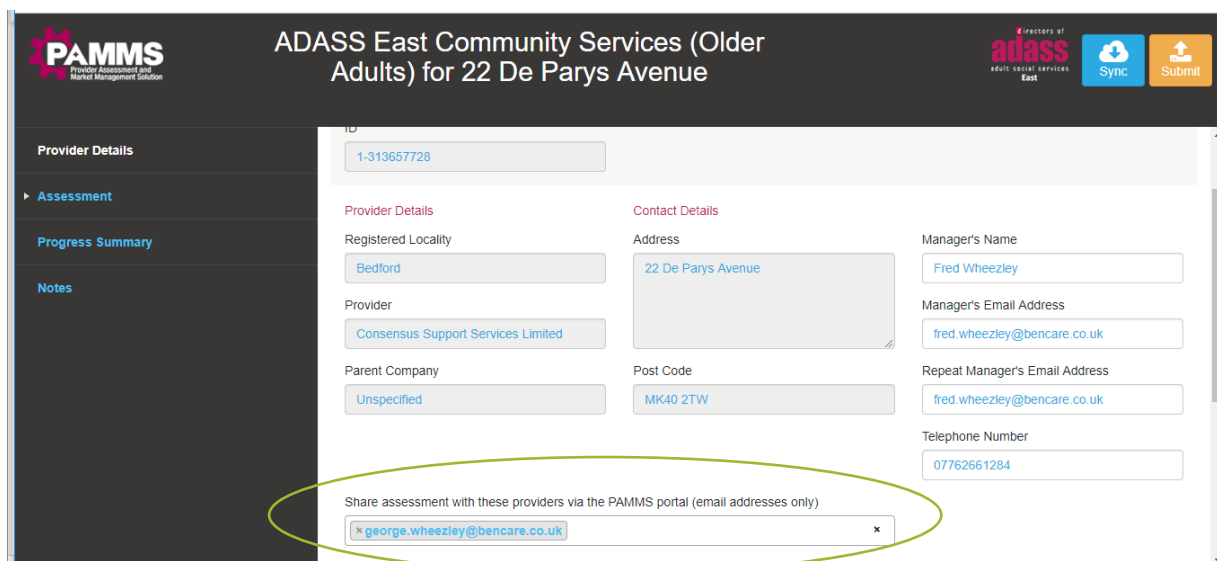 PAMMS
Provider Assessment and
Market Management Solution
ADASS East Community Services (Older
Adults) for 22 De Parys Avenue
directors of
adass
adult social services
East
Sync
Submit
Provider Details
Assessment
Progress Summary
Notes
ID
1-313657728
Provider Details
Contact Details
Registered Locality
Address
Manager's Name
Bedford
22 De Parys Avenue
Fred Wheezley
Provider
Manager's Email Address
Consensus Support Services Limited
fred.wheezley@bencare.co.uk
Parent Company
Post Code
Repeat Manager's Email Address
Unspecified
MK40 2TW
fred.wheezley@bencare.co.uk
Telephone Number
07762661284
Share assessment with these providers via the PAMMS portal (email addresses only)
× george.wheezley@bencare.co.uk ×